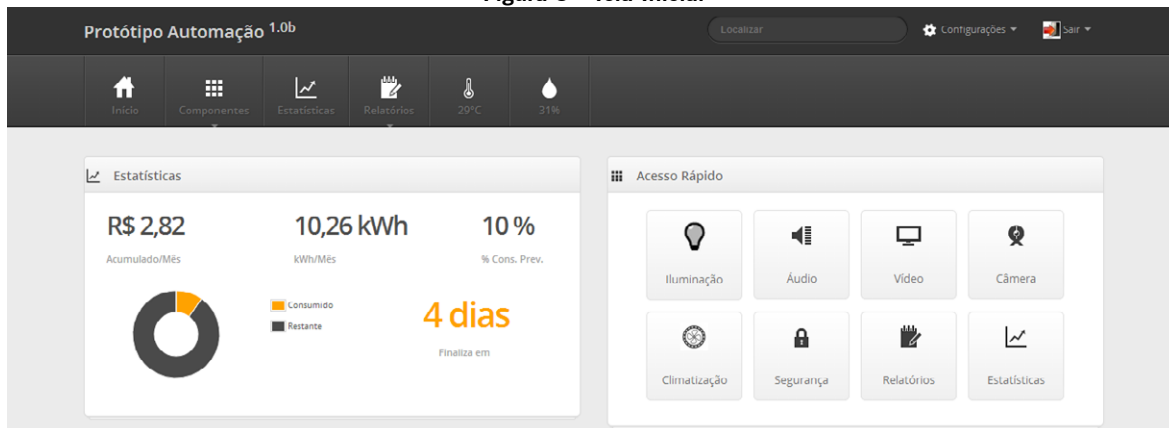 Protótipo Automação 1.0b
Localizar
Configurações
Sair
Início
Componentes
Estatísticas
Relatórios
29°C
31%
Estatísticas
R$ 2,82
10,26 kWh
10 %
Acumulado/Mês
kWh/Mês
% Cons. Prev.
Consumido
Restante
4 dias
Finaliza em
Acesso Rápido
Iluminação
Áudio
Vídeo
Câmera
Climatização
Segurança
Relatórios
Estatísticas